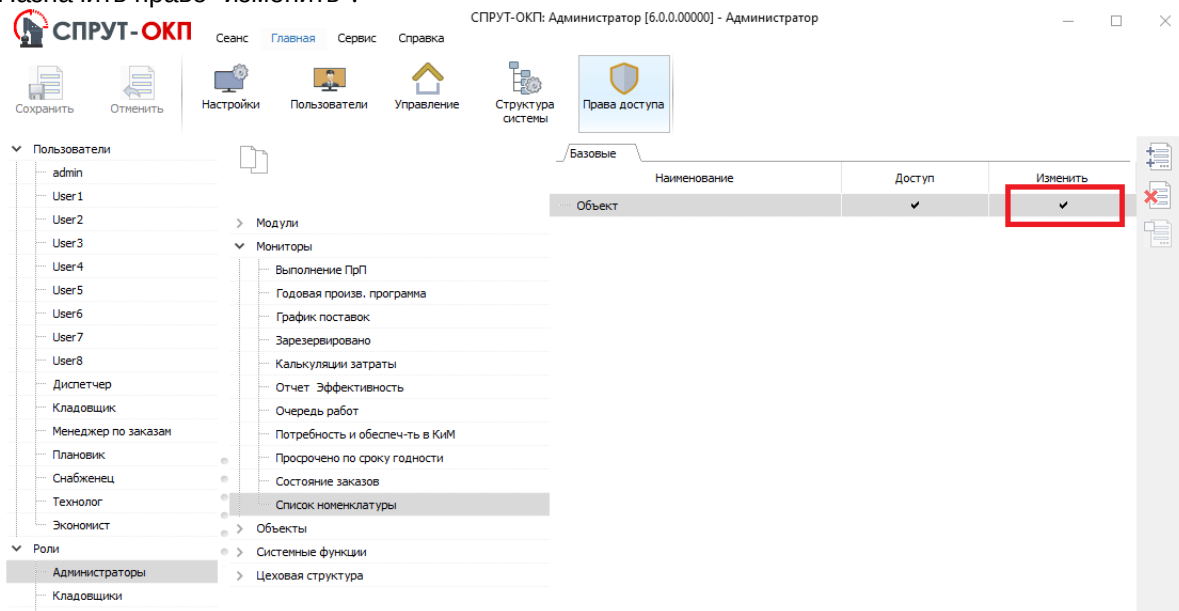 Назначить право "изменить".
СПРУТ-ОКП: Администратор [6.0.0.00000] - Администратор
СПРУТ-ОКП
Сеанс Главная Сервис Справка
Сохранить Отменить Настройки Пользователи Управление Структура системы Права доступа
Пользователи
admin
User1
User2
User3
User4
User5
User6
User7
User8
Диспетчер
Кладовщик
Менеджер по заказам
Плановик
Снабженец
Технолог
Экономист
Роли
Администраторы
Кладовщики
Модули
Мониторы
Выполнение ПрП
Годовая произв. программа
График поставок
Зарезервировано
Калькуляции затраты
Отчет Эффективность
Очередь работ
Потребность и обеспеч-ть в КиМ
Просрочено по сроку годности
Состояние заказов
Список номенклатуры
Объекты
Системные функции
Цеховая структура
Базовые
Наименование Доступ Изменить
Объект ✔ ✔